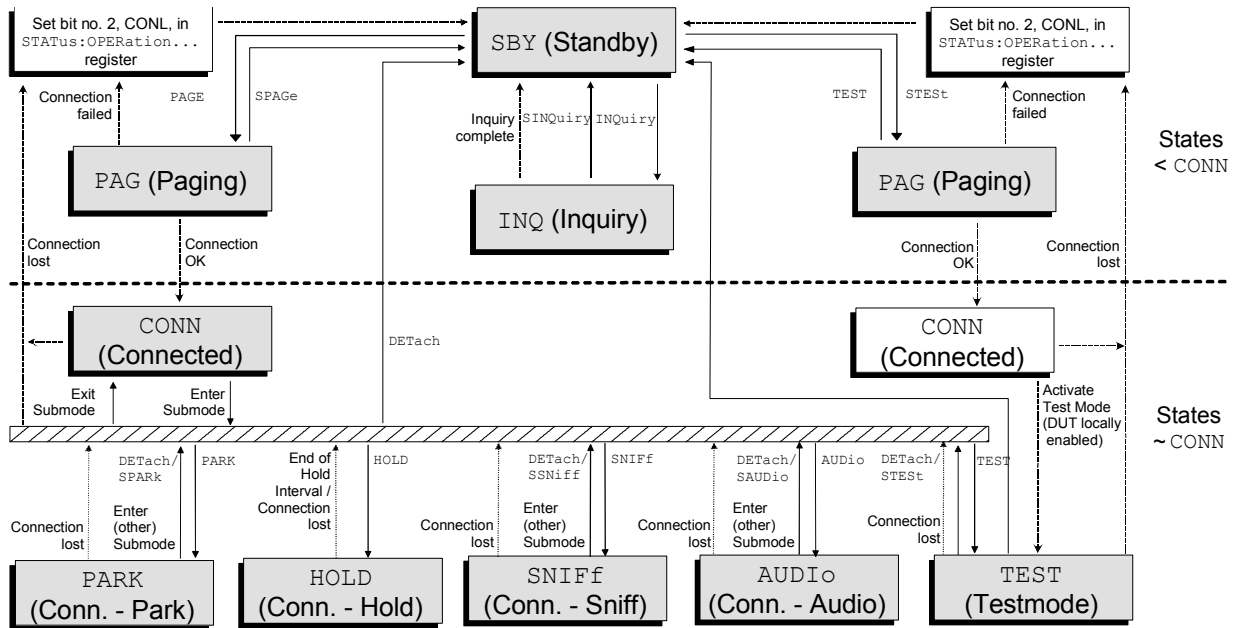 Set bit no. 2, CONL, in
STATus:OPERation...
register
SBY (Standby)
Set bit no. 2, CONL, in
STATus:OPERation...
register
Connection
failed
PAGE
SPAGe
Inquiry
complete
SINQuiry
INQuiry
TEST
STESt
Connection
failed
PAG (Paging)
INQ (Inquiry)
PAG (Paging)
States
< CONN
Connection
lost
Connection
OK
Connection
OK
Connection
lost
CONN
(Connected)
DETach
CONN
(Connected)
Exit
Submode
Enter
Submode
Activate
Test Mode
(DUT locally
enabled)
States
~ CONN
Connection
lost
DETach/
SPARk
PARK
Enter
(other)
Submode
End of
Hold
Interval /
Connection
lost
HOLD
Connection
lost
DETach/
SSNiff
SNIFf
Enter
(other)
Submode
Connection
lost
DETach/
SAUDio
AUDio
Enter
(other)
Submode
DETach/
STESt
TEST
Connection
lost
PARK
(Conn. - Park)
HOLD
(Conn. - Hold)
SNIFf
(Conn. - Sniff)
AUDIo
(Conn. - Audio)
TEST
(Testmode)